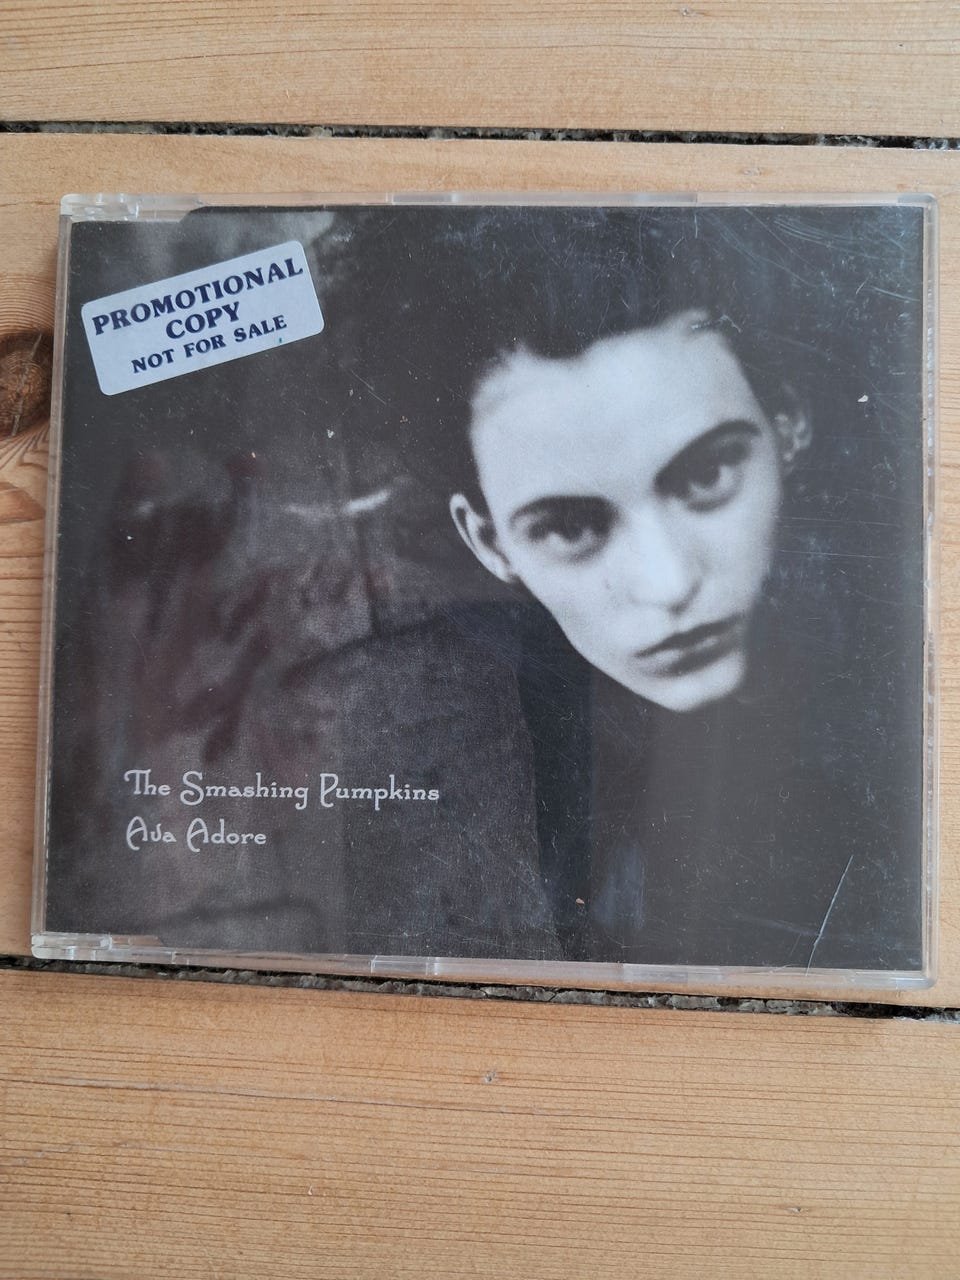 PROMOTIONAL
COPY
NOT FOR SALE
The Smashing Pumpkins
Ava Adore